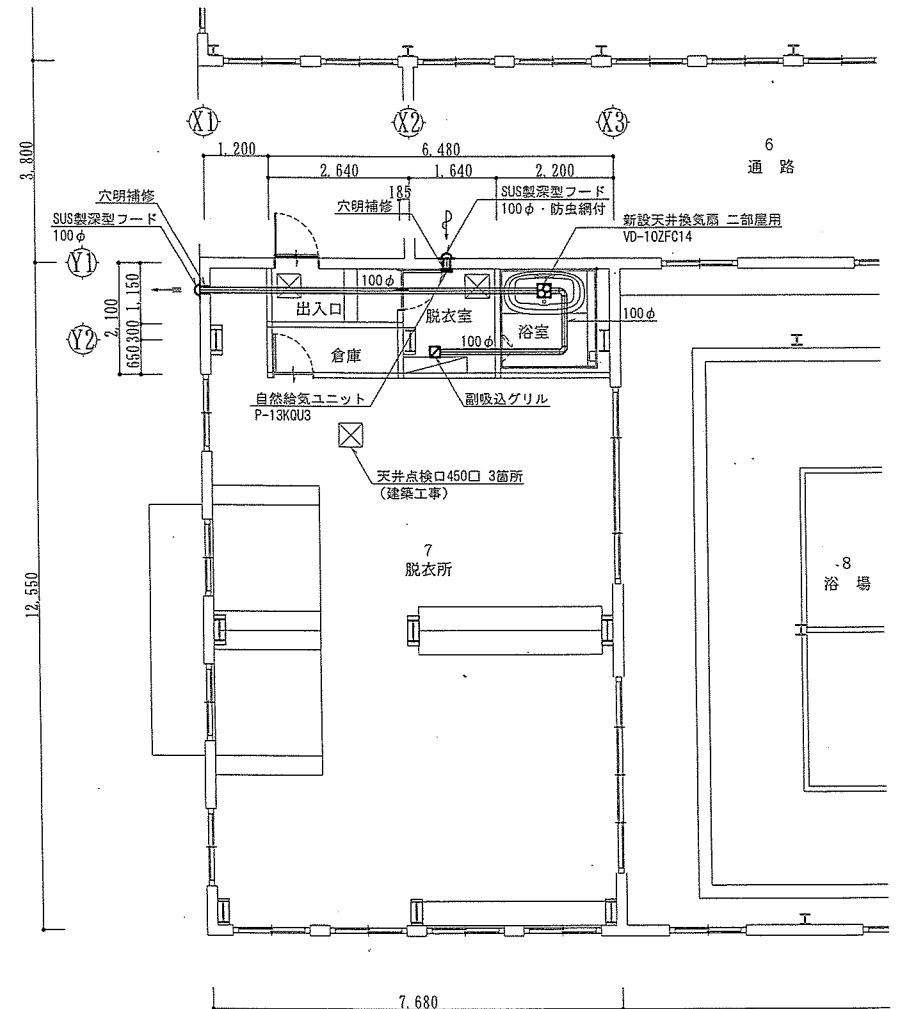 X1
X2
X3
6
通 路
3,800
1,200
6,480
2,640
1,640
2,200
185
穴明補修
SUS製深型フード
100φ
穴明補修
SUS製深型フード
100φ・防虫網付
新設天井換気扇 二部屋用
VD-10ZFC14
Y1
Y2
2,100
1,150
300
650
100φ
100φ
100φ
出入口
脱衣室
浴室
倉庫
自然給気ユニット
P-13KQU3
副吸込グリル
天井点検口450□ 3箇所
(建築工事)
7
脱衣所
8
浴 場
12,550
7,680